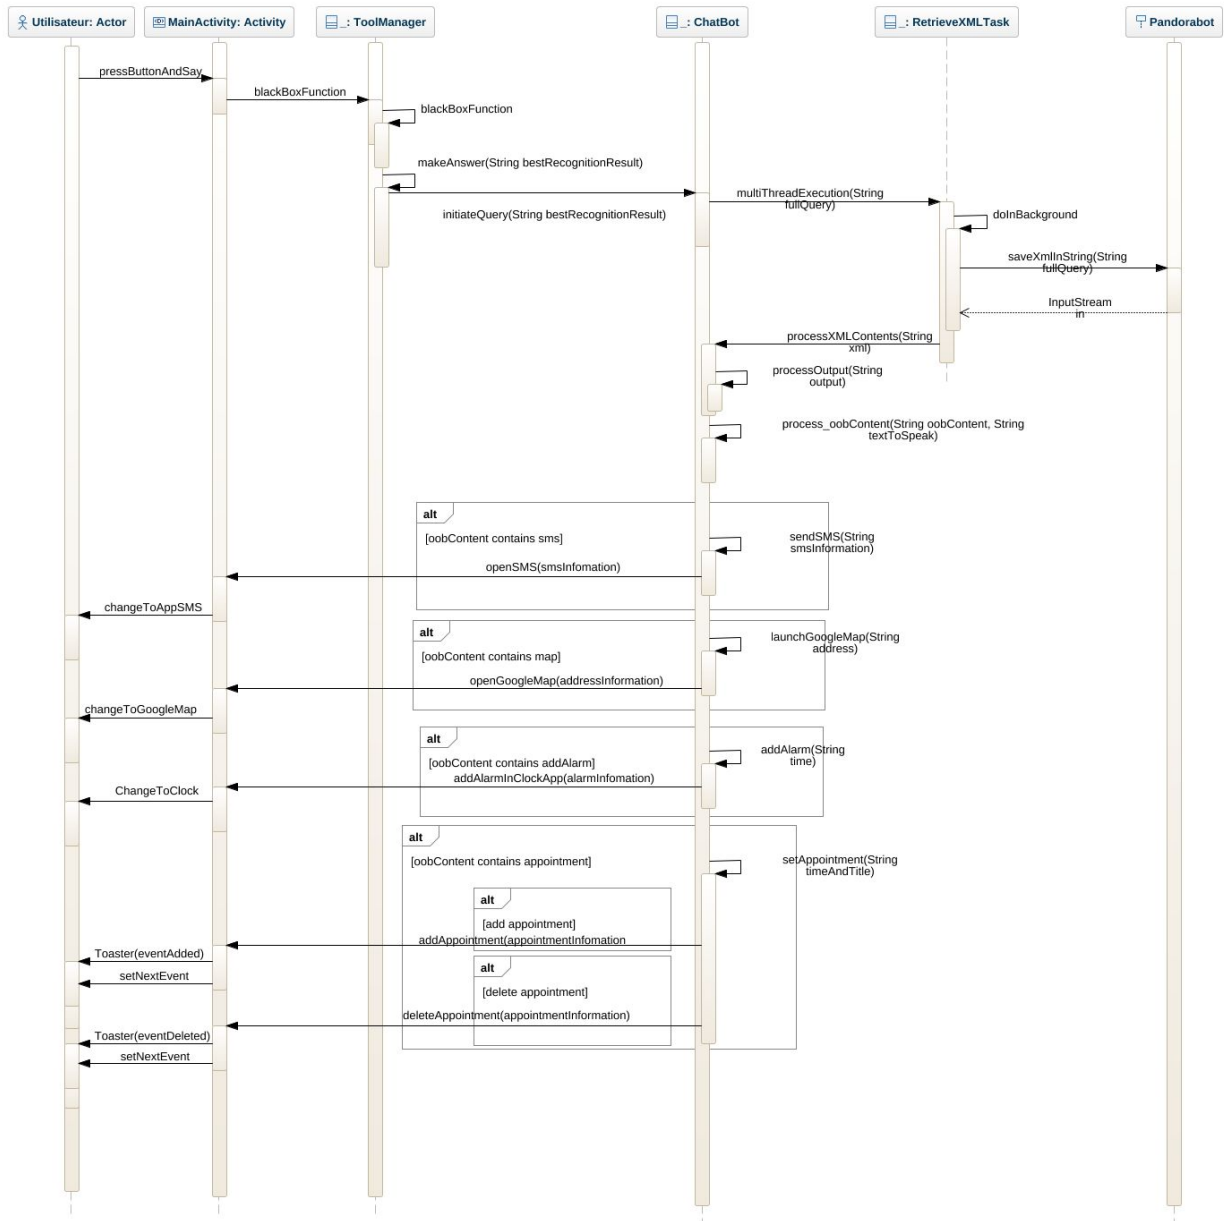 Utilisateur: Actor
MainActivity: Activity
_: ToolManager
_: ChatBot
_: RetrieveXMLTask
Pandorabot
pressButtonAndSay
blackBoxFunction
blackBoxFunction
makeAnswer(String bestRecognitionResult)
initiateQuery(String bestRecognitionResult)
multiThreadExecution(String
fullQuery)
doInBackground
saveXmlInString(String
fullQuery)
InputStream
in
processXMLContents(String
xml)
processOutput(String
output)
process_oobContent(String oobContent, String
textToSpeak)
alt
[oobContent contains sms]
sendSMS(String
smsInformation)
openSMS(smsInfomation)
changeToAppSMS
alt
[oobContent contains map]
launchGoogleMap(String
address)
openGoogleMap(addressInformation)
changeToGoogleMap
alt
[oobContent contains addAlarm]
addAlarm(String
time)
addAlarmInClockApp(alarmInfomation)
ChangeToClock
alt
[oobContent contains appointment]
setAppointment(String
timeAndTitle)
alt
[add appointment]
addAppointment(appointmentInfomation
Toaster(eventAdded)
setNextEvent
alt
[delete appointment]
deleteAppointment(appointmentInformation)
Toaster(eventDeleted)
setNextEvent